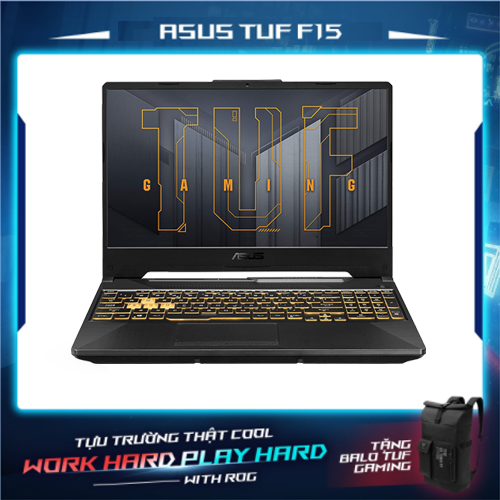 ASUS TUF F15
TUF
GAMING
ASUS
TỰU TRƯỜNG THẬT COOL
WORK HARD PLAY HARD
WITH ROG
TẶNG
BALO TUF
GAMING